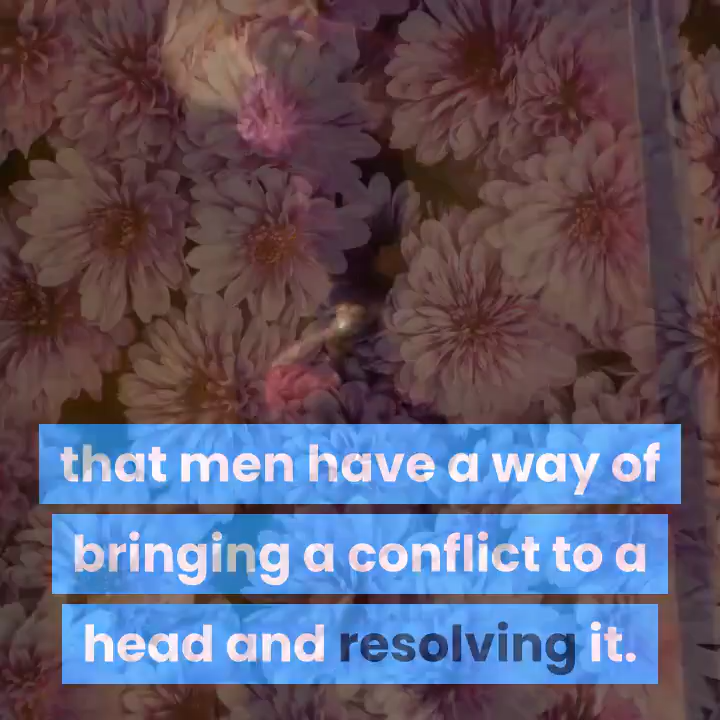 that men have a way of
bringing a conflict to a
head and resolving it.